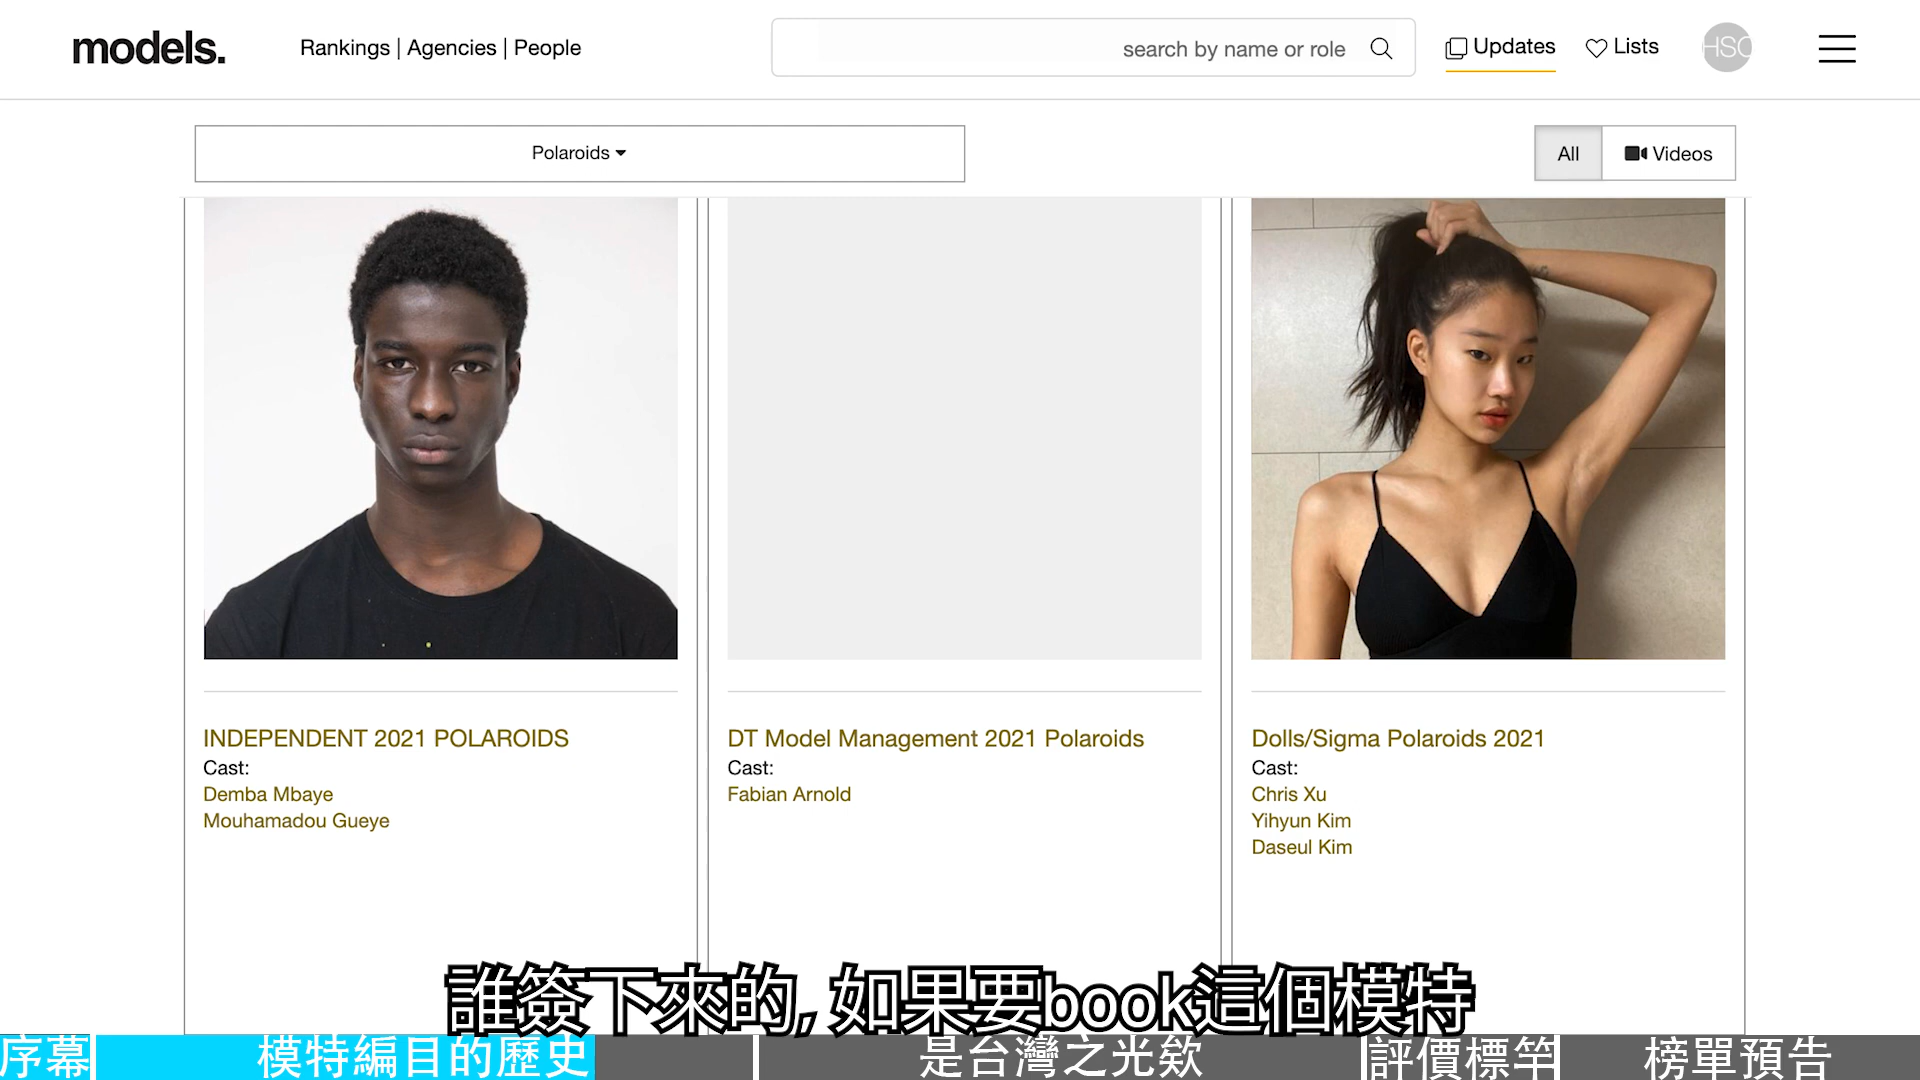 models.
Rankings | Agencies | People
search by name or role
Updates
Lists
HSC
Polaroids
All
Videos
INDEPENDENT 2021 POLAROIDS
Cast:
Demba Mbaye
Mouhamadou Gueye
DT Model Management 2021 Polaroids
Cast:
Fabian Arnold
Dolls/Sigma Polaroids 2021
Cast:
Chris Xu
Yihyun Kim
Daseul Kim
誰簽下來的, 如果要book這個模特
序幕
模特編目的歷史
是台灣之光欸
評價標竿
榜單預告